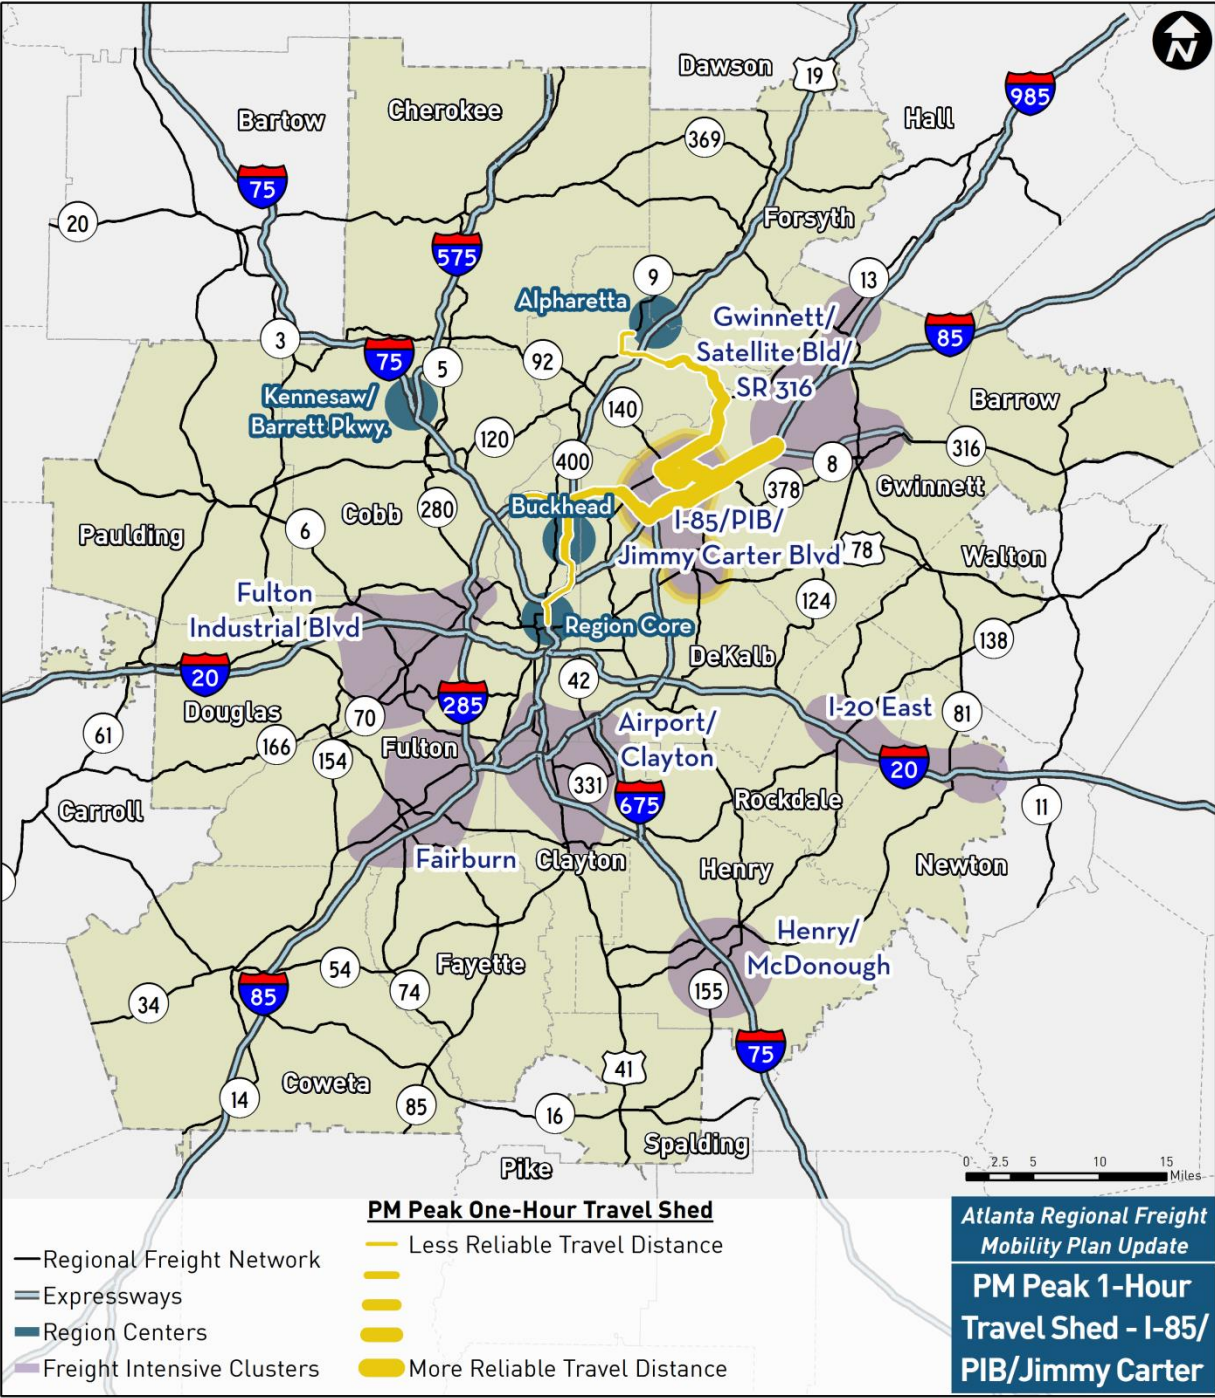 N
Dawson
19
985
Bartow
Cherokee
Hall
369
75
20
Forsyth
575
9
13
Alpharetta
Gwinnett/
Satellite Bld/
SR 316
85
3
75
5
92
Kennesaw/
Barrett Pkwy.
140
Barrow
120
400
316
8
378
Gwinnett
Buckhead
280
Cobb
6
Paulding
I-85/PIB/
Jimmy Carter Blvd
78
Walton
Fulton
Industrial Blvd
124
Region Core
138
DeKalb
20
42
285
Douglas
70
I-20 East
81
61
166
Fulton
154
Airport/
Clayton
20
331
675
Rockdale
11
Carroll
Fairburn
Clayton
Henry
Newton
Henry/
McDonough
54
Fayette
74
155
34
85
75
41
Coweta
14
85
16
Spalding
Pike
0 2.5 5 10 15
Miles
PM Peak One-Hour Travel Shed
Less Reliable Travel Distance
More Reliable Travel Distance
Regional Freight Network
Expressways
Region Centers
Freight Intensive Clusters
Atlanta Regional Freight
Mobility Plan Update
PM Peak 1-Hour
Travel Shed - I-85/
PIB/Jimmy Carter